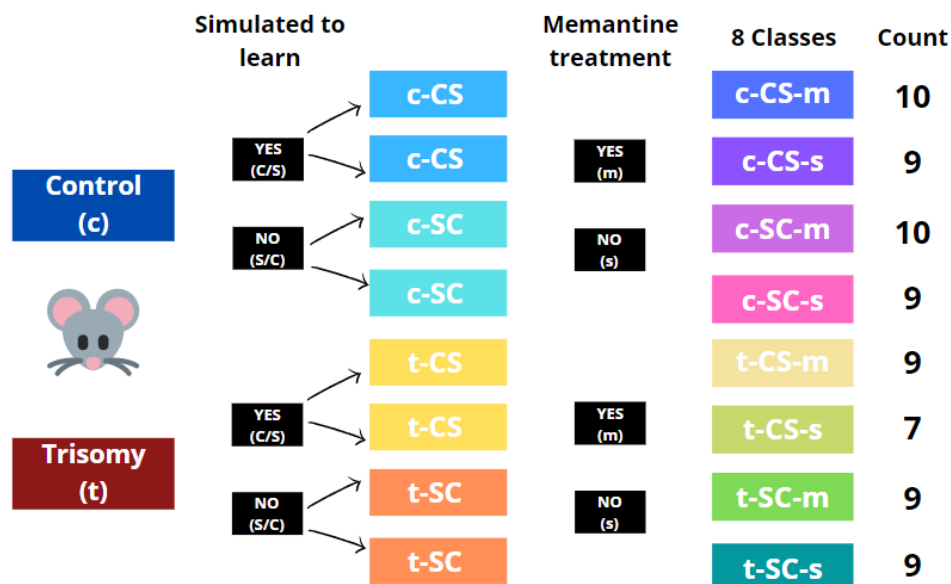 Simulated to
learn
Memantine
treatment
8 Classes
Count
c-CS
c-CS-m
10
YES
(C/S)
c-CS
YES
(m)
c-CS-s
9
Control
(c)
c-SC
c-SC-m
10
NO
(S/C)
NO
(s)
c-SC
c-SC-s
9
t-CS
t-CS-m
9
YES
(C/S)
t-CS
YES
(m)
t-CS-s
7
Trisomy
(t)
t-SC
t-SC-m
9
NO
(S/C)
NO
(s)
t-SC
t-SC-s
9